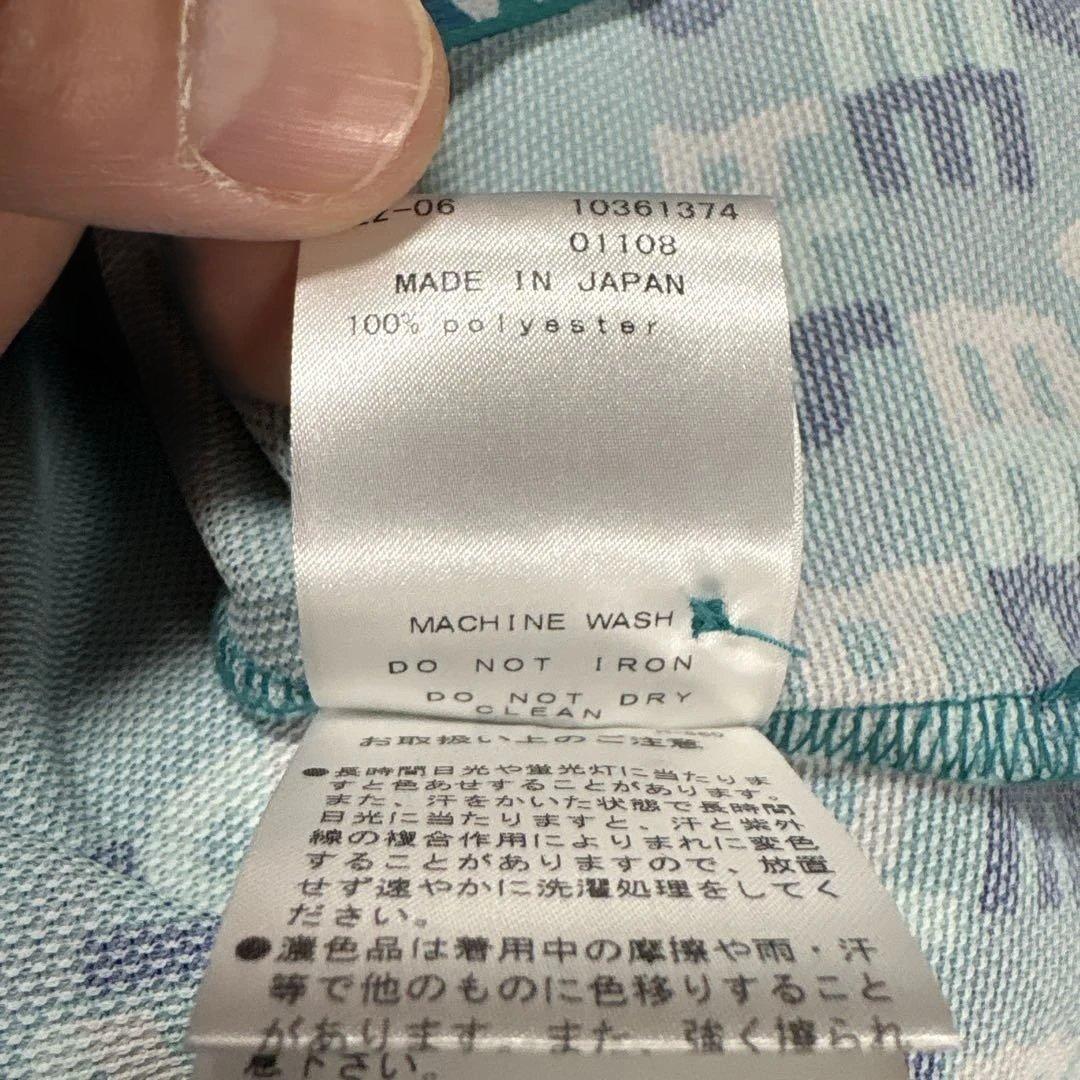 -06 10361374
01108
MADE IN JAPAN
100% polyester
MACHINE WASH
DO NOT IRON
DO NOT DRY
CLEAN
お取扱い上のご注意
●長時間日光や蛍光灯に当たりま
すと色あせすることがあります。
また、汗をかいた状態で長時間
日光に当たりますと、汗と紫外
線の複合作用によりまれに変色
することがありますので、放置
せず速やかに洗濯処理をしてく
ださい。
●濃色品は着用中の摩擦や雨・汗
等で他のものに色移りすること
があります。また、強く擦られ
下さい。